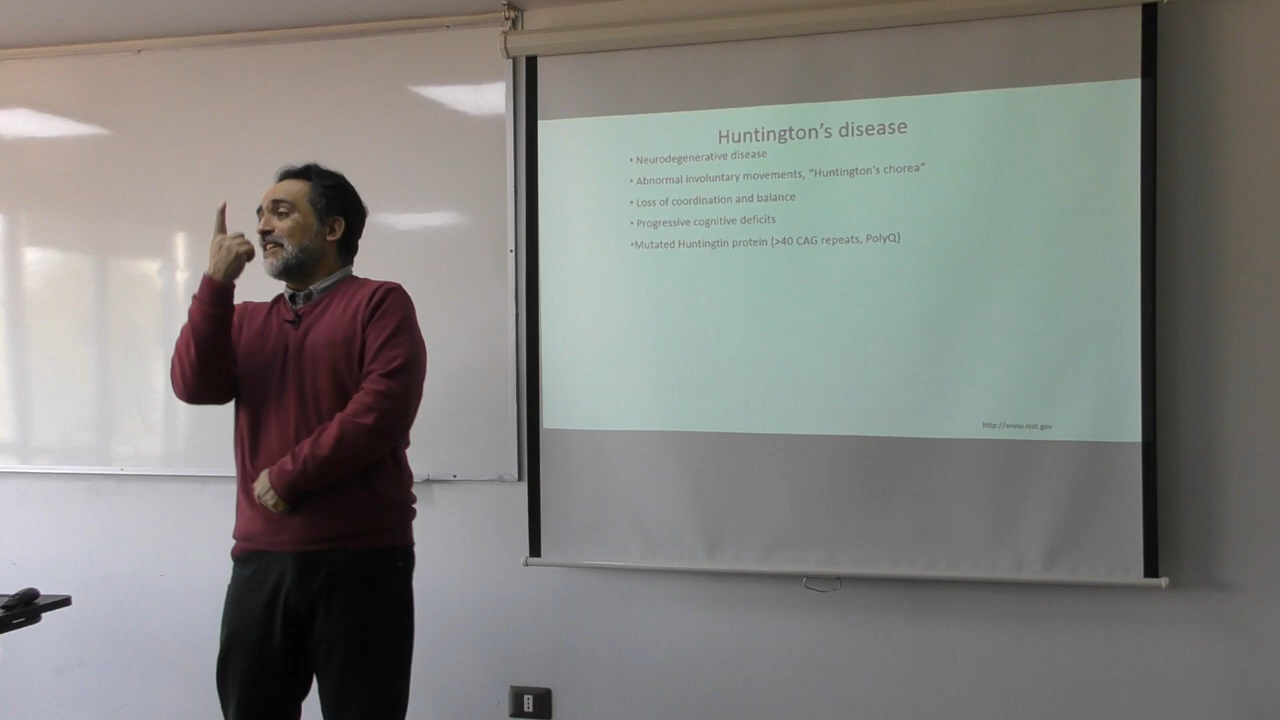 Huntington's disease
• Neurodegenerative disease
• Abnormal involuntary movements, "Huntington's chorea"
• Loss of coordination and balance
• Progressive cognitive deficits
•Mutated Huntingtin protein (>40 CAG repeats, PolyQ)
http://www.nist.gov